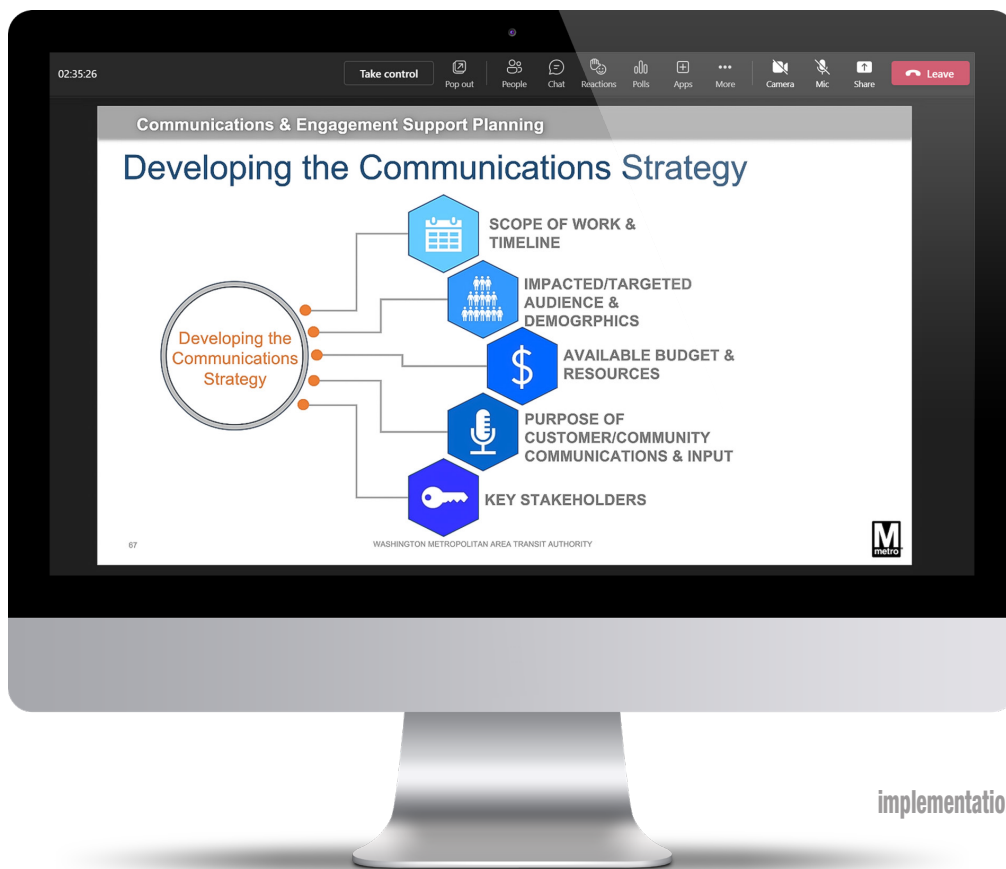 02:35:26
Take control
Pop out
People
Chat
Reactions
Polls
Apps
More
Camera
Mic
Share
Leave
Communications & Engagement Support Planning
Developing the Communications Strategy
Developing the
Communications
Strategy
SCOPE OF WORK &
TIMELINE
IMPACTED/TARGETED
AUDIENCE &
DEMOGRPHICS
AVAILABLE BUDGET &
RESOURCES
PURPOSE OF
CUSTOMER/COMMUNITY
COMMUNICATIONS & INPUT
KEY STAKEHOLDERS
67
WASHINGTON METROPOLITAN AREA TRANSIT AUTHORITY
M
metro
implementatio